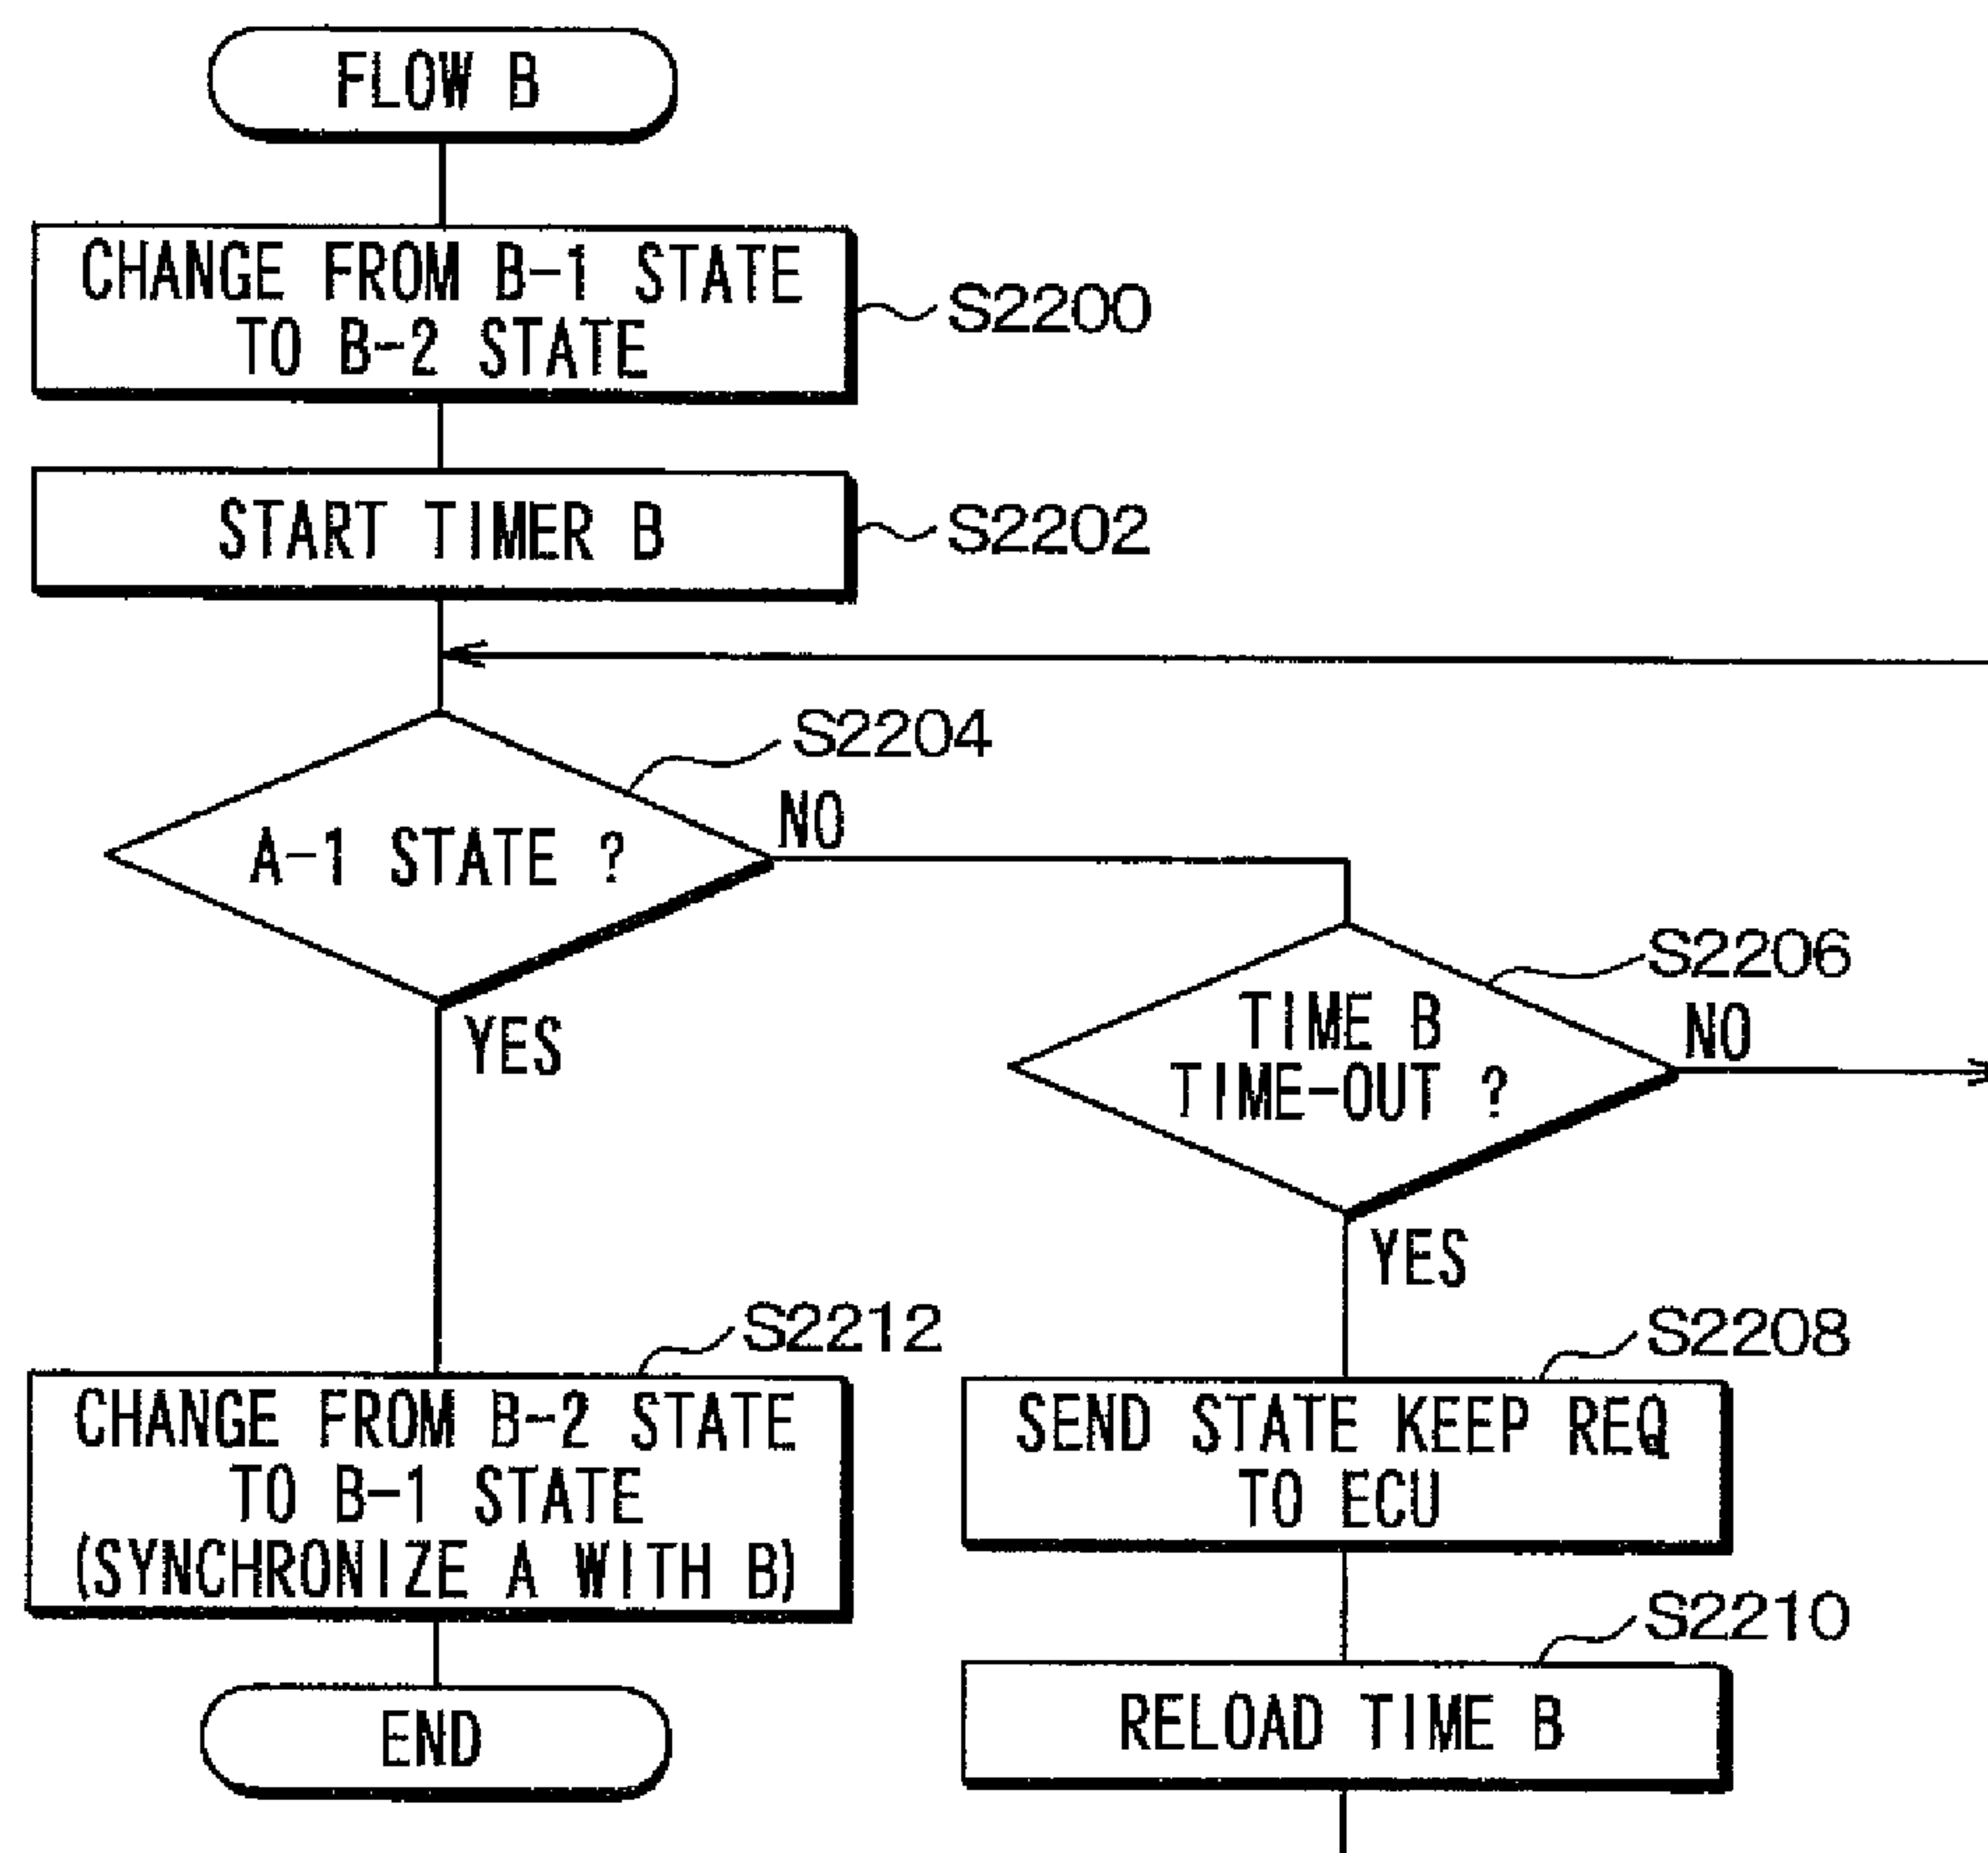 FLOW B
CHANGE FROM B-1 STATE
TO B-2 STATE
S2200
START TIMER B
S2202
S2204
A-1 STATE ?
NO
YES
S2206
TIME B
TIME-OUT ?
NO
YES
S2212
CHANGE FROM B-2 STATE
TO B-1 STATE
(SYNCHRONIZE A WITH B)
S2208
SEND STATE KEEP REQ
TO ECU
S2210
RELOAD TIME B
END